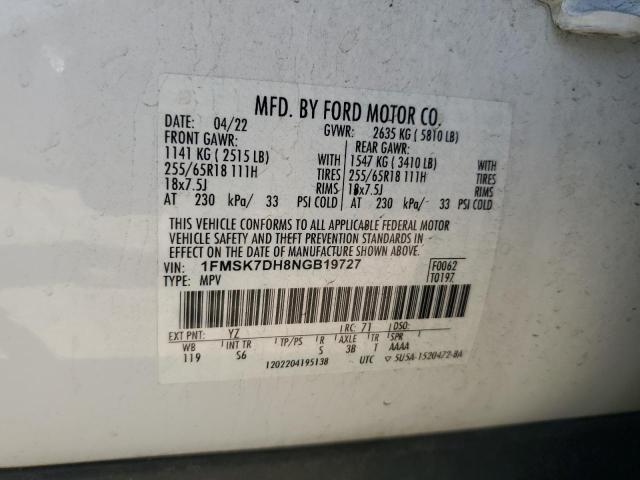 MFD. BY FORD MOTOR CO.
DATE: 04/22 GVWR: 2635 KG ( 5810 LB)
FRONT GAWR: REAR GAWR:
1141 KG ( 2515 LB) WITH 1547 KG ( 3410 LB) WITH
255/65R18 111H TIRES 255/65R18 111H TIRES
18x7.5J RIMS 18x7.5J RIMS
AT 230 kPa/ 33 PSI COLD AT 230 kPa/ 33 PSI COLD
THIS VEHICLE CONFORMS TO ALL APPLICABLE FEDERAL MOTOR
VEHICLE SAFETY AND THEFT PREVENTION STANDARDS IN
EFFECT ON THE DATE OF MANUFACTURE SHOWN ABOVE.
VIN: 1FMSK7DH8NGB19727 F0062
TYPE: MPV T0197
EXT PNT: YZ RC: 71 DSO:
WB INT TR TP/PS R AXLE TR SPR
119 S6 S 3B T AAAA
1202204195138 UTC ▽ 5U5A-1520472-BA